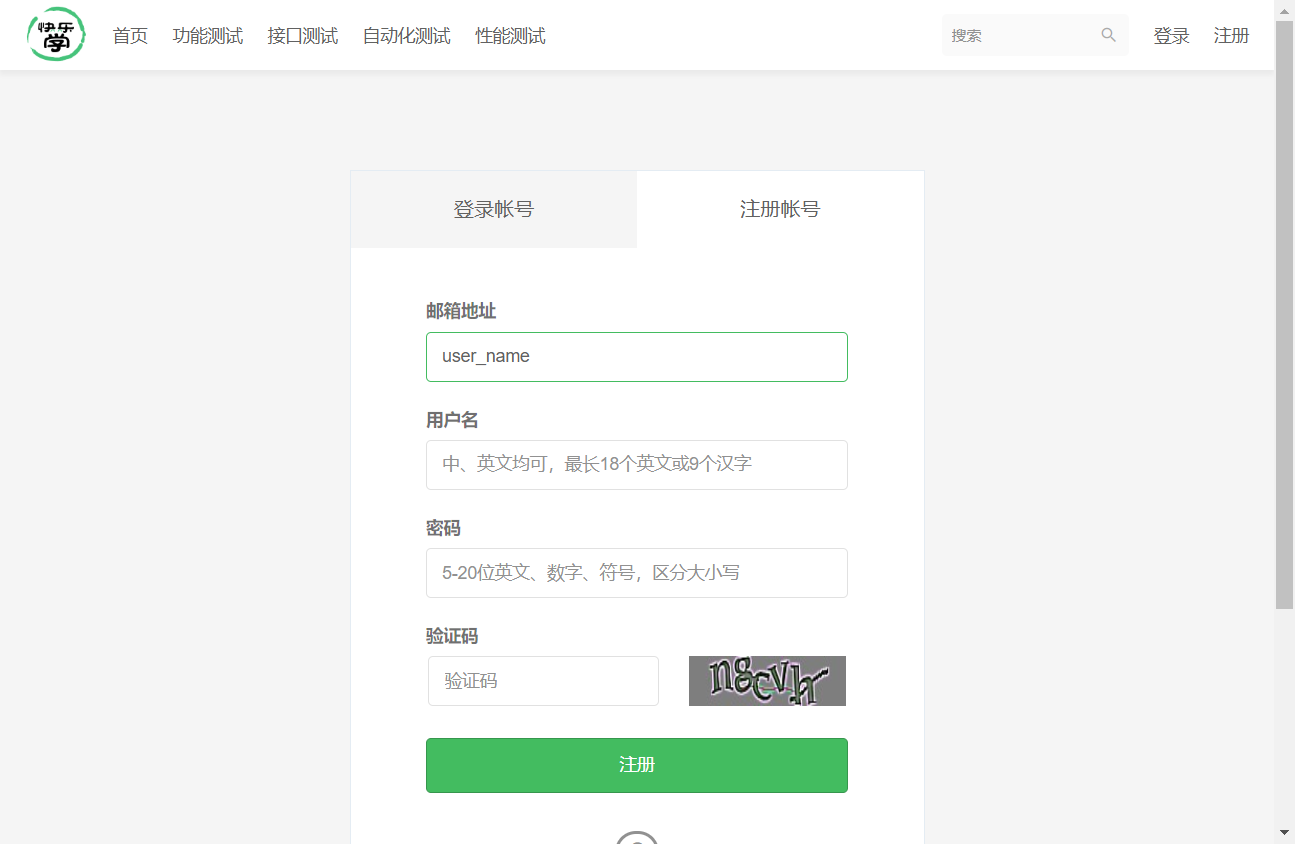 快乐
学
首页 功能测试 接口测试 自动化测试 性能测试 搜索 登录 注册
登录帐号 注册帐号
邮箱地址
user_name
用户名
中、英文均可，最长18个英文或9个汉字
密码
5-20位英文、数字、符号，区分大小写
验证码
验证码 n8cvh
注册